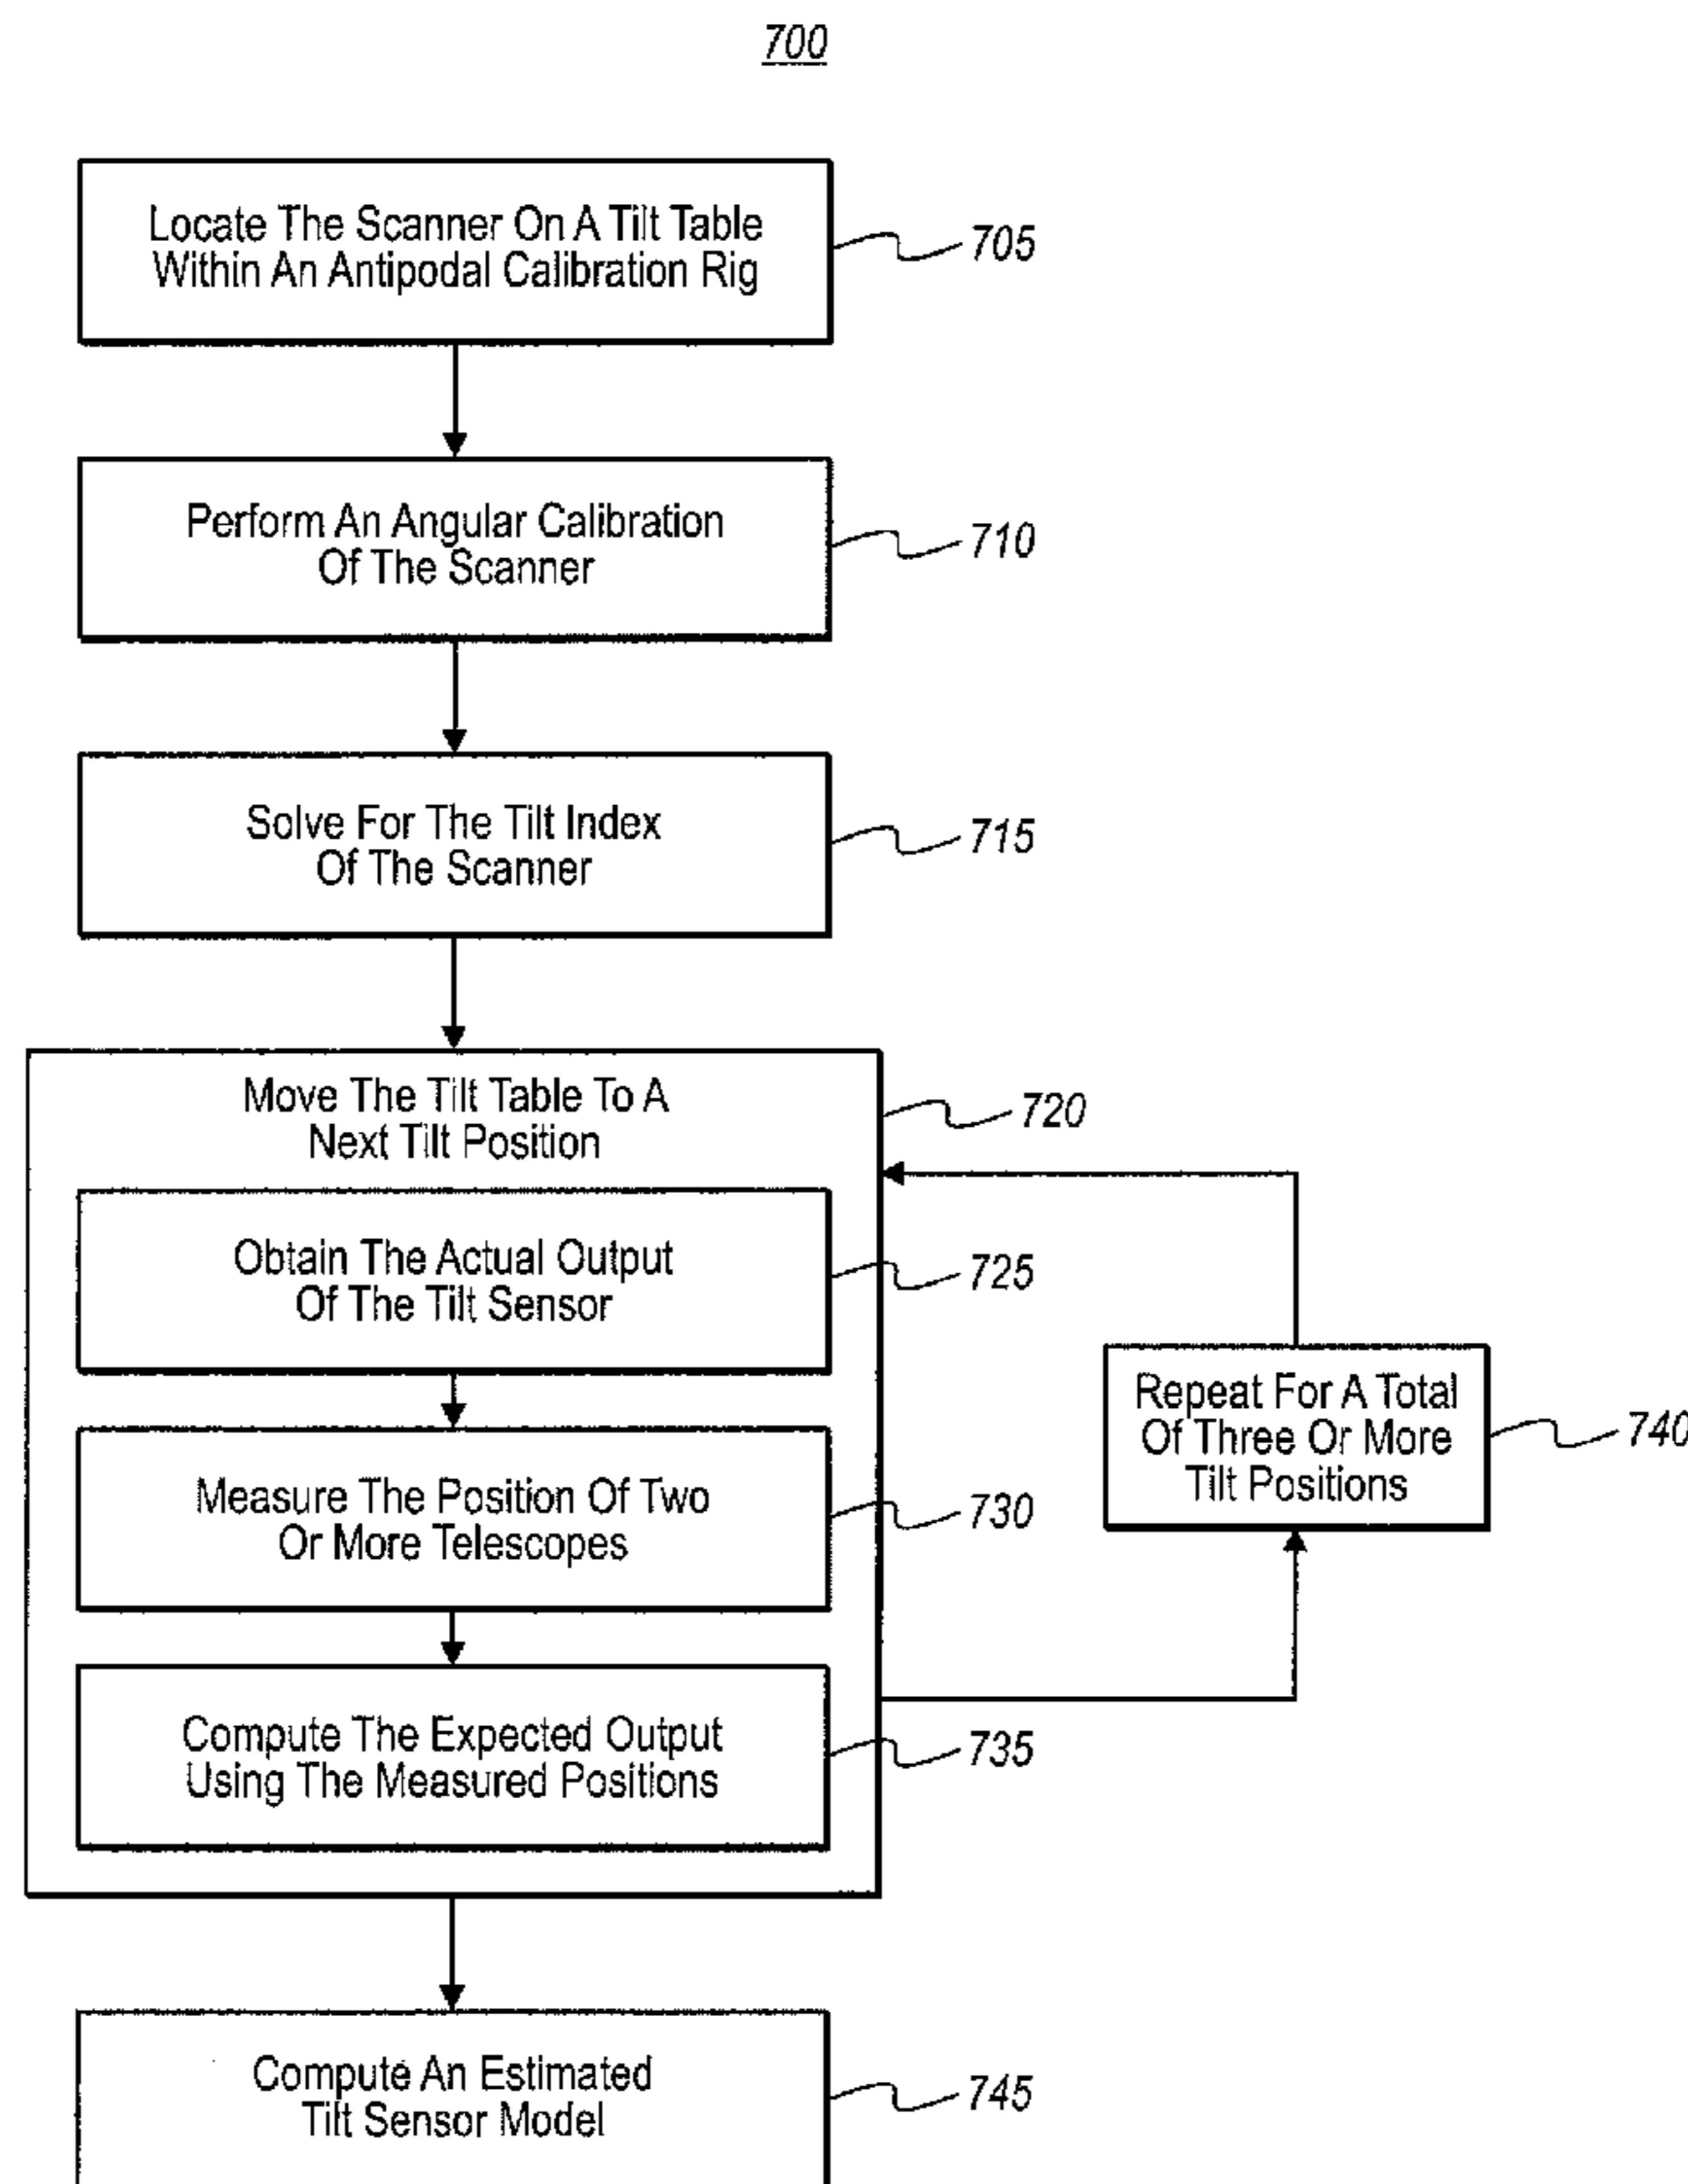 700
Locate The Scanner On A Tilt Table
Within An Antipodal Calibration Rig
705
Perform An Angular Calibration
Of The Scanner
710
Solve For The Tilt Index
Of The Scanner
715
Move The Tilt Table To A
Next Tilt Position
720
Obtain The Actual Output
Of The Tilt Sensor
725
Measure The Position Of Two
Or More Telescopes
730
Compute The Expected Output
Using The Measured Positions
735
Repeat For A Total
Of Three Or More
Tilt Positions
740
Compute An Estimated
Tilt Sensor Model
745